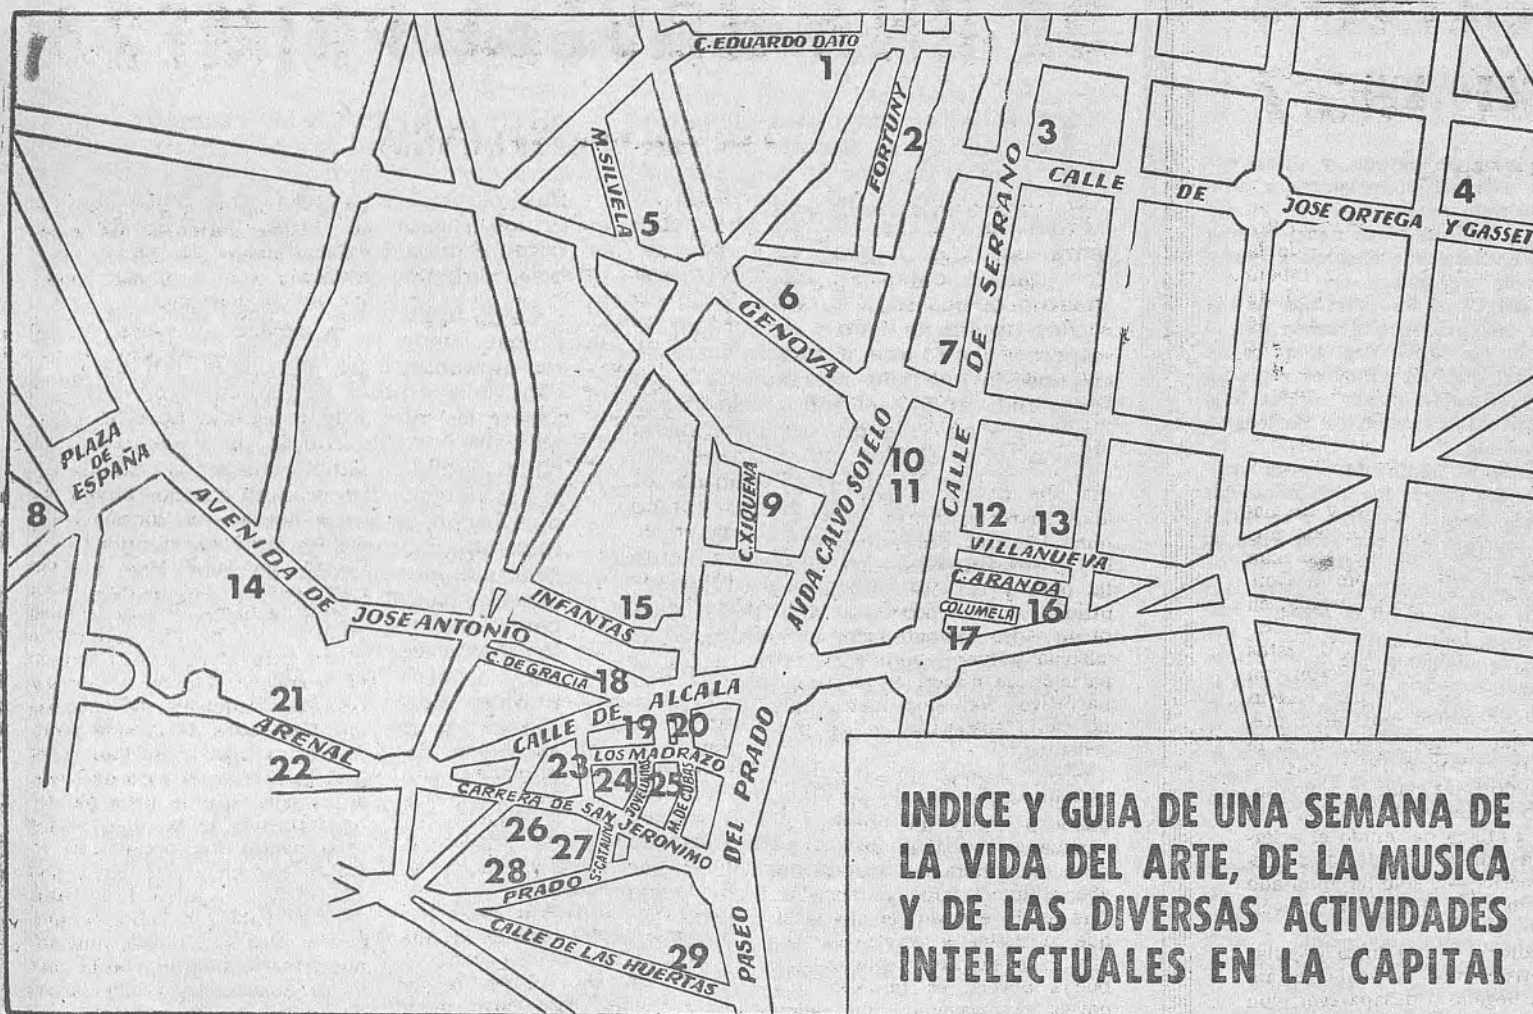 C. EDUARDO DATO
1
FORTUNY
2
3
M. SILVELA
5
CALLE DE
JOSE ORTEGA Y GASSET
4
6
GENOVA
7
CALLE DE SERRANO
PLAZA
DE
ESPAÑA
8
C. XIQUENA
9
AVDA. CALVO SOTELO
10
11
12
13
VILLANUEVA
C. ARANDA
COLUMELA
16
17
AVENIDA DE
JOSE ANTONIO
14
INFANTAS
15
C. DE GRACIA
18
CALLE DE ALCALA
19
20
21
ARENAL
22
LOS MADRAZO
23
24
JOVELLANOS
25
M. DE CUBAS
CARRERA DE SAN JERONIMO
26
27
S. CATALINA
28
PRADO
CALLE DE LAS HUERTAS
29
PASEO DEL PRADO
INDICE Y GUIA DE UNA SEMANA DE
LA VIDA DEL ARTE, DE LA MUSICA
Y DE LAS DIVERSAS ACTIVIDADES
INTELECTUALES EN LA CAPITAL